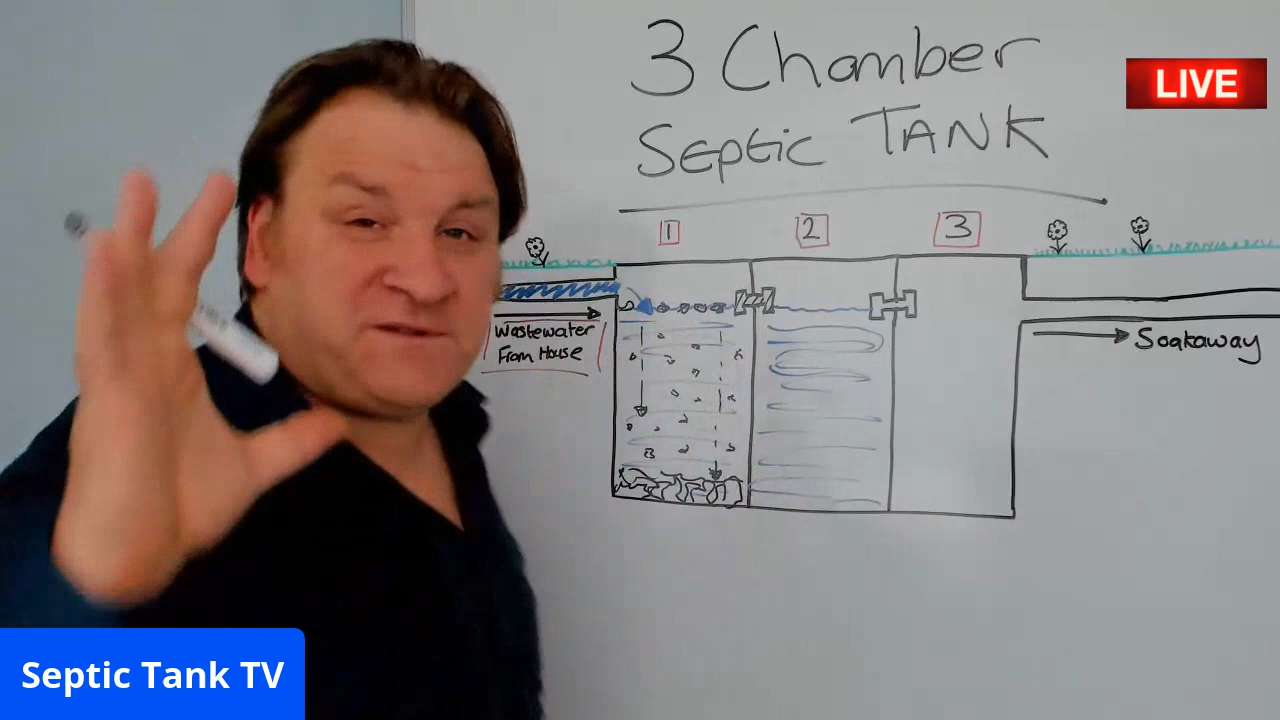 3 Chamber
Septic TANK
LIVE
1 2 3
Wastewater
From House
Soakaway
Septic Tank TV